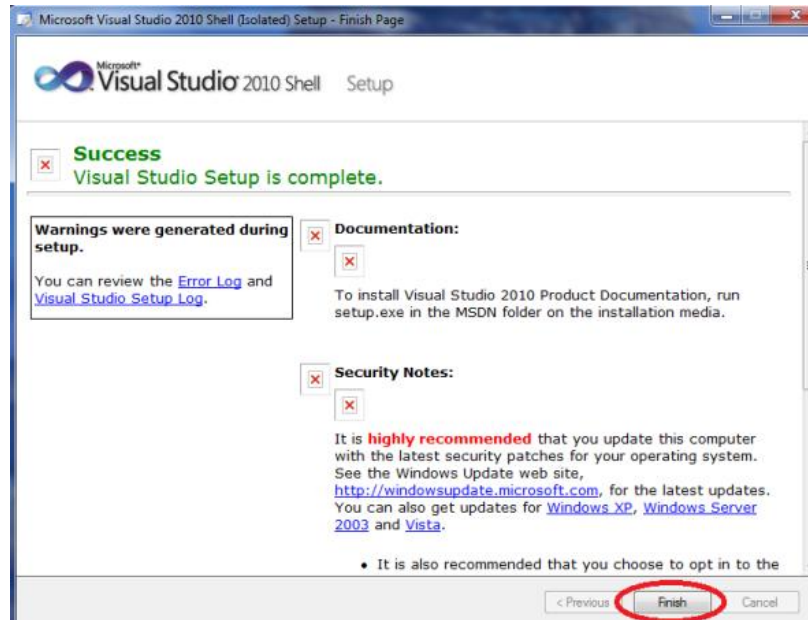 Microsoft Visual Studio 2010 Shell (Isolated) Setup - Finish Page
Microsoft®
Visual Studio® 2010 Shell Setup
Success
Visual Studio Setup is complete.
Warnings were generated during
setup.
You can review the Error Log and
Visual Studio Setup Log.
Documentation:
To install Visual Studio 2010 Product Documentation, run
setup.exe in the MSDN folder on the installation media.
Security Notes:
It is highly recommended that you update this computer
with the latest security patches for your operating system.
See the Windows Update web site,
http://windowsupdate.microsoft.com, for the latest updates.
You can also get updates for Windows XP, Windows Server
2003 and Vista.
• It is also recommended that you choose to opt in to the
< Previous Finish Cancel